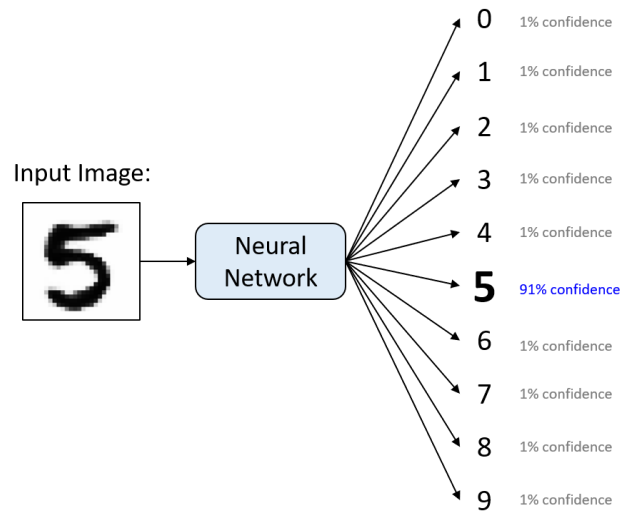 Input Image:
5
Neural
Network
0 1% confidence
1 1% confidence
2 1% confidence
3 1% confidence
4 1% confidence
5 91% confidence
6 1% confidence
7 1% confidence
8 1% confidence
9 1% confidence